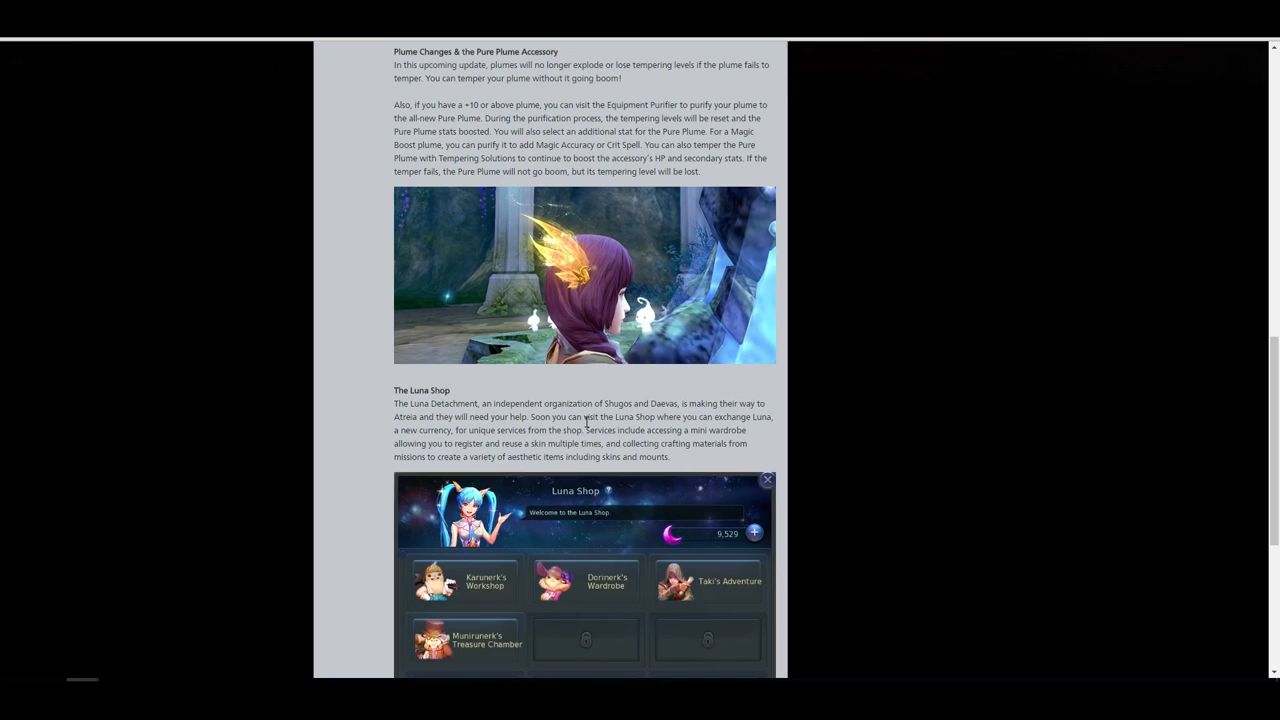 Plume Changes & the Pure Plume Accessory
In this upcoming update, plumes will no longer explode or lose tempering levels if the plume fails to
temper. You can temper your plume without it going boom!
Also, if you have a +10 or above plume, you can visit the Equipment Purifier to purify your plume to
the all-new Pure Plume. During the purification process, the tempering levels will be reset and the
Pure Plume stats boosted. You will also select an additional stat for the Pure Plume. For a Magic
Boost plume, you can purify it to add Magic Accuracy or Crit Spell. You can also temper the Pure
Plume with Tempering Solutions to continue to boost the accessory's HP and secondary stats. If the
temper fails, the Pure Plume will not go boom, but its tempering level will be lost.
The Luna Shop
The Luna Detachment, an independent organization of Shugos and Daevas, is making their way to
Atreia and they will need your help. Soon you can visit the Luna Shop where you can exchange Luna,
a new currency, for unique services from the shop. Services include accessing a mini wardrobe
allowing you to register and reuse a skin multiple times, and collecting crafting materials from
missions to create a variety of aesthetic items including skins and mounts.
Luna Shop ?
Welcome to the Luna Shop.
9,529 +
Karunerk's
Workshop
Dorinerk's
Wardrobe
Taki's Adventure
Munirunerk's
Treasure Chamber